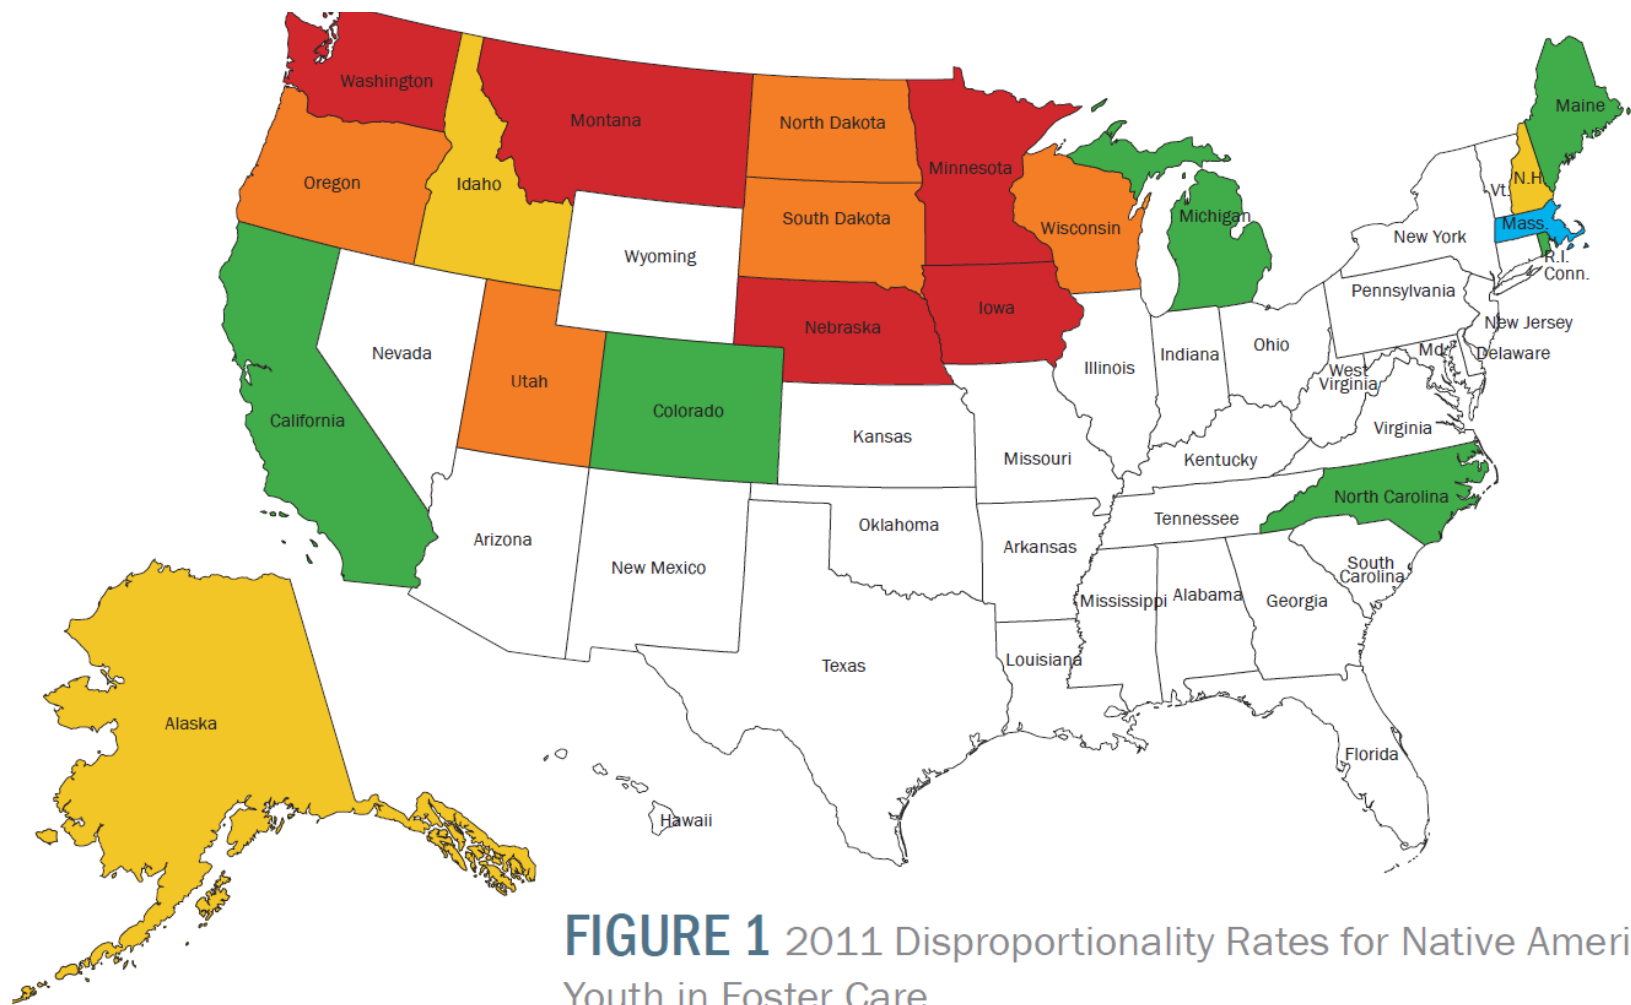 Washington
Montana
North Dakota
Minnesota
Maine
Oregon
Idaho
South Dakota
Wisconsin
Michigan
Vt.
N.H.
Mass.
New York
R.I.
Conn.
Wyoming
Nebraska
Iowa
Pennsylvania
New Jersey
Nevada
Utah
Colorado
Illinois
Indiana
Ohio
Md.
Delaware
West
Virginia
California
Kansas
Missouri
Kentucky
Virginia
North Carolina
Arizona
New Mexico
Oklahoma
Arkansas
Tennessee
South
Carolina
Mississippi
Alabama
Georgia
Texas
Louisiana
Alaska
Hawaii
Florida
FIGURE 1 2011 Disproportionality Rates for Native Ameri
Youth in Foster Care